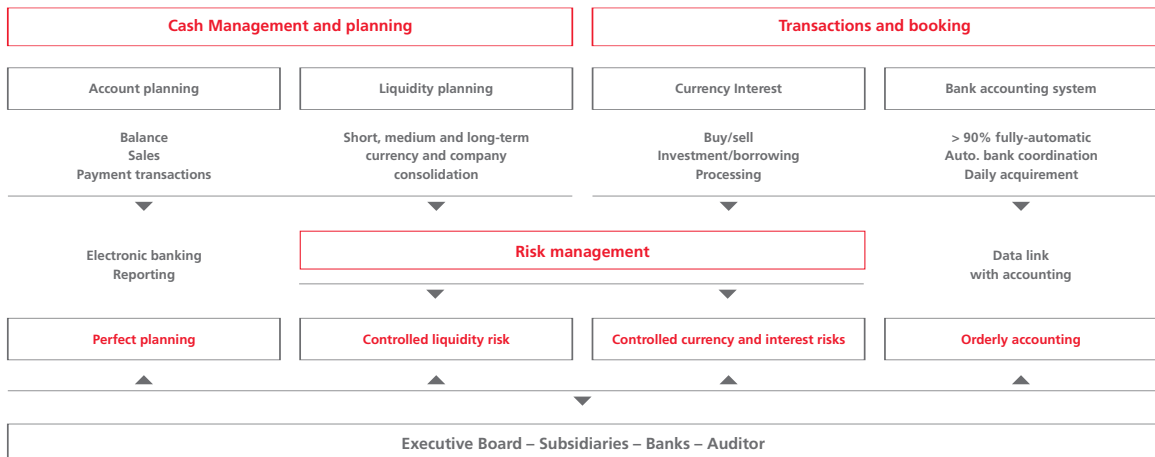 Cash Management and planning
Transactions and booking
Account planning
Liquidity planning
Currency Interest
Bank accounting system
Balance
Sales
Payment transactions
Short, medium and long-term
currency and company
consolidation
Buy/sell
Investment/borrowing
Processing
> 90% fully-automatic
Auto. bank coordination
Daily acquirement
Electronic banking
Reporting
Risk management
Data link
with accounting
Perfect planning
Controlled liquidity risk
Controlled currency and interest risks
Orderly accounting
Executive Board – Subsidiaries – Banks – Auditor